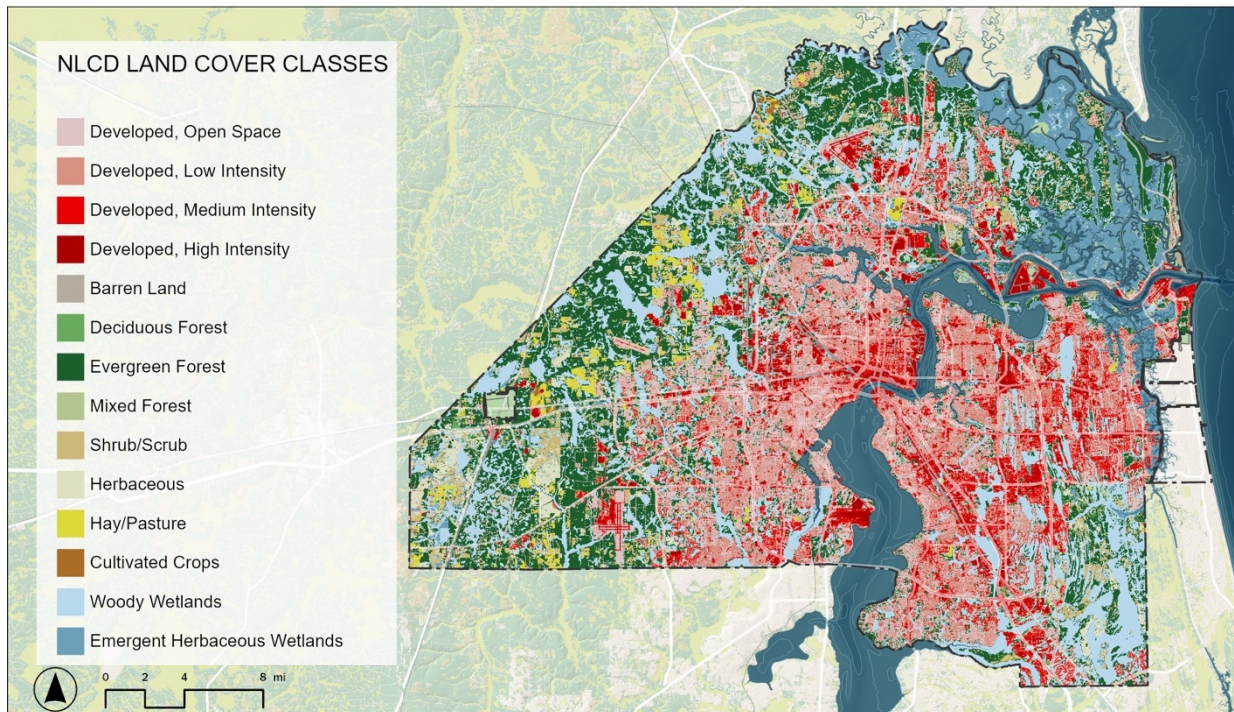 NLCD LAND COVER CLASSES
Developed, Open Space
Developed, Low Intensity
Developed, Medium Intensity
Developed, High Intensity
Barren Land
Deciduous Forest
Evergreen Forest
Mixed Forest
Shrub/Scrub
Herbaceous
Hay/Pasture
Cultivated Crops
Woody Wetlands
Emergent Herbaceous Wetlands
0 2 4 8 mi